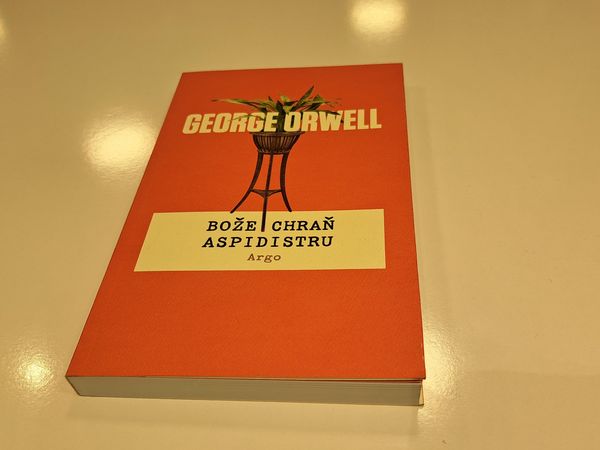 GEORGE ORWELL
BOŽE CHRAŇ
ASPIDISTRU
Argo